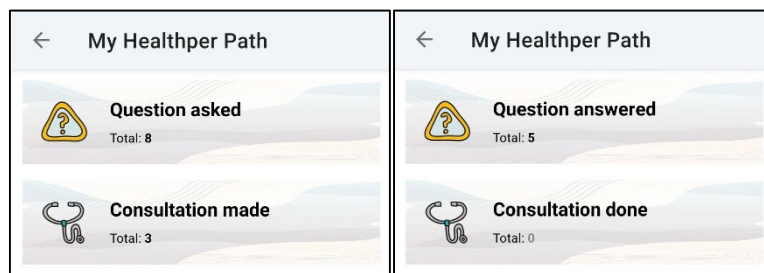 My Healthper Path
Question asked
Total: 8
Consultation made
Total: 3
My Healthper Path
Question answered
Total: 5
Consultation done
Total: 0